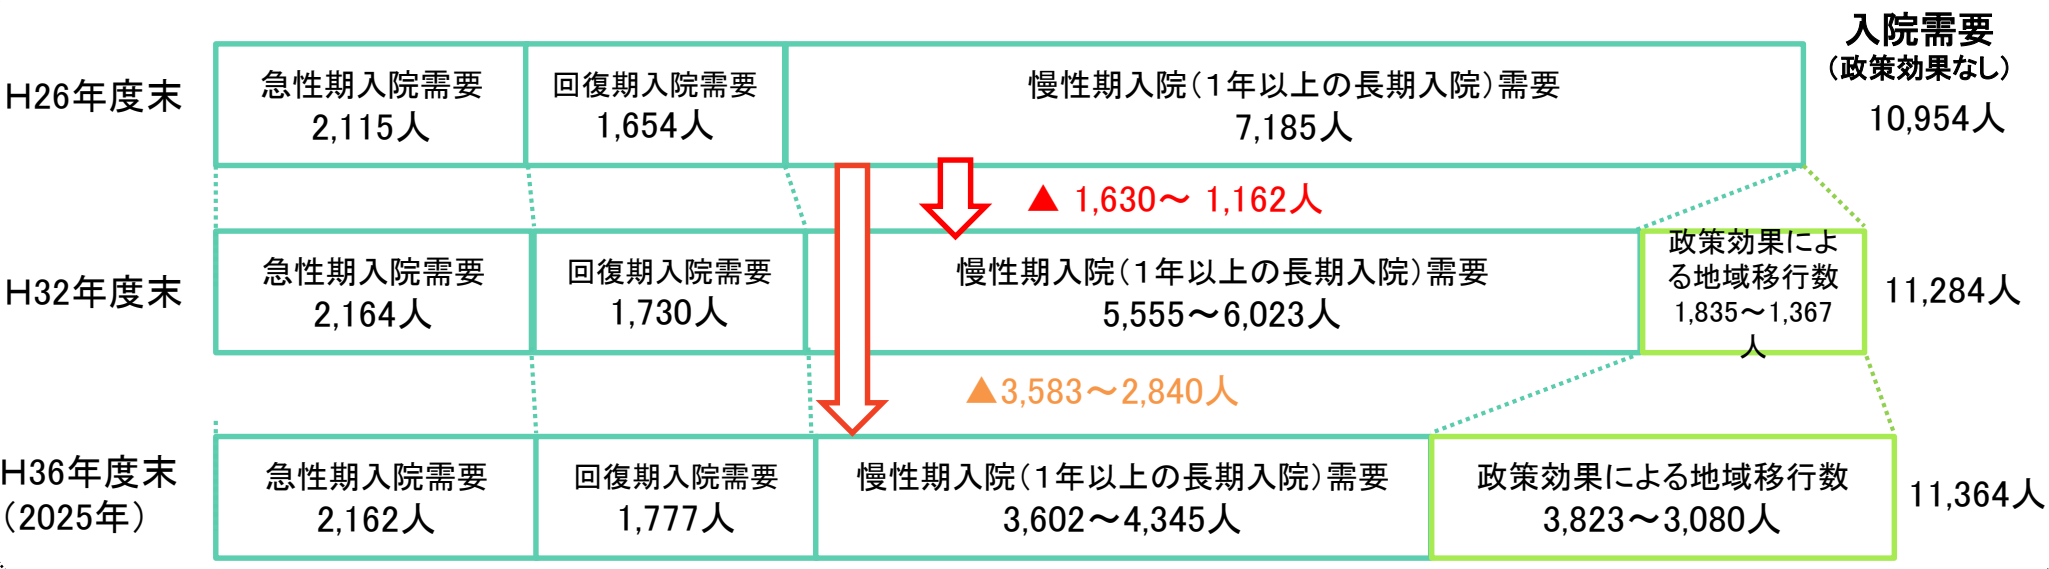 入院需要
（政策効果なし）
H26年度末
急性期入院需要
2,115人
回復期入院需要
1,654人
慢性期入院（１年以上の長期入院）需要
7,185人
10,954人
▲ 1,630～ 1,162人
H32年度末
急性期入院需要
2,164人
回復期入院需要
1,730人
慢性期入院（１年以上の長期入院）需要
5,555～6,023人
政策効果によ
る地域移行数
1,835～1,367
人
11,284人
▲3,583～2,840人
H36年度末
（2025年）
急性期入院需要
2,162人
回復期入院需要
1,777人
慢性期入院（１年以上の長期入院）需要
3,602～4,345人
政策効果による地域移行数
3,823～3,080人
11,364人